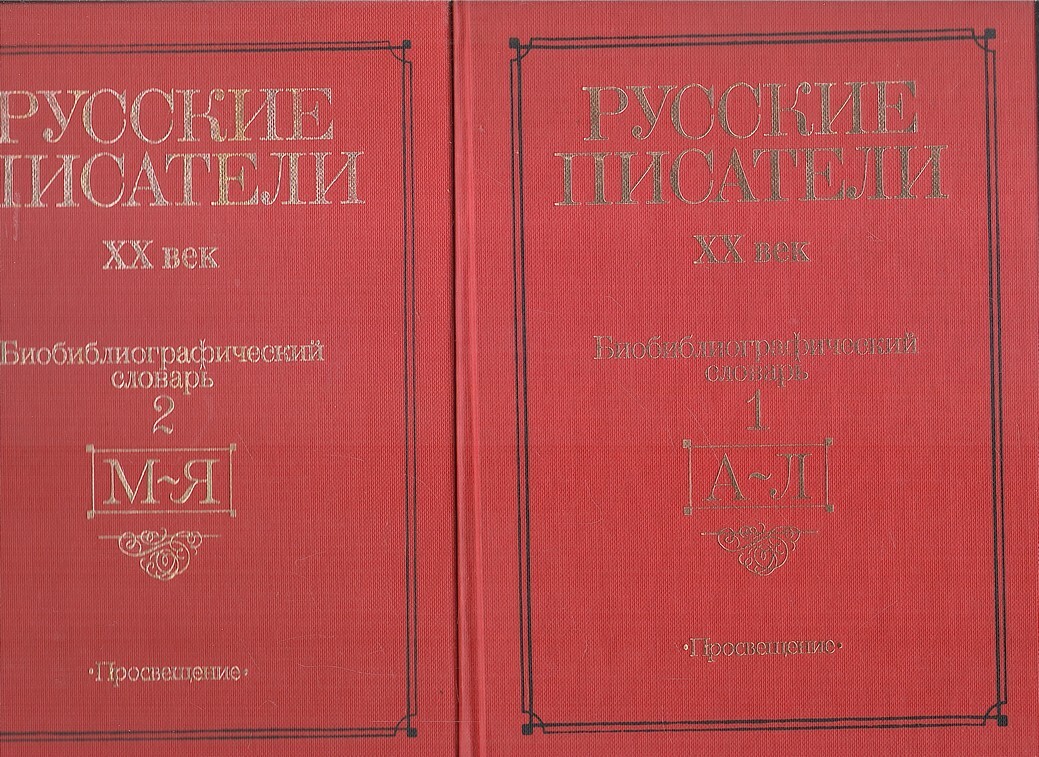 РУССКИЕ
ПИСАТЕЛИ
XX век
Биобиблиографический
словарь
2
М~Я
•Просвещение•
РУССКИЕ
ПИСАТЕЛИ
XX век
Биобиблиографический
словарь
1
А~Л
•Просвещение•